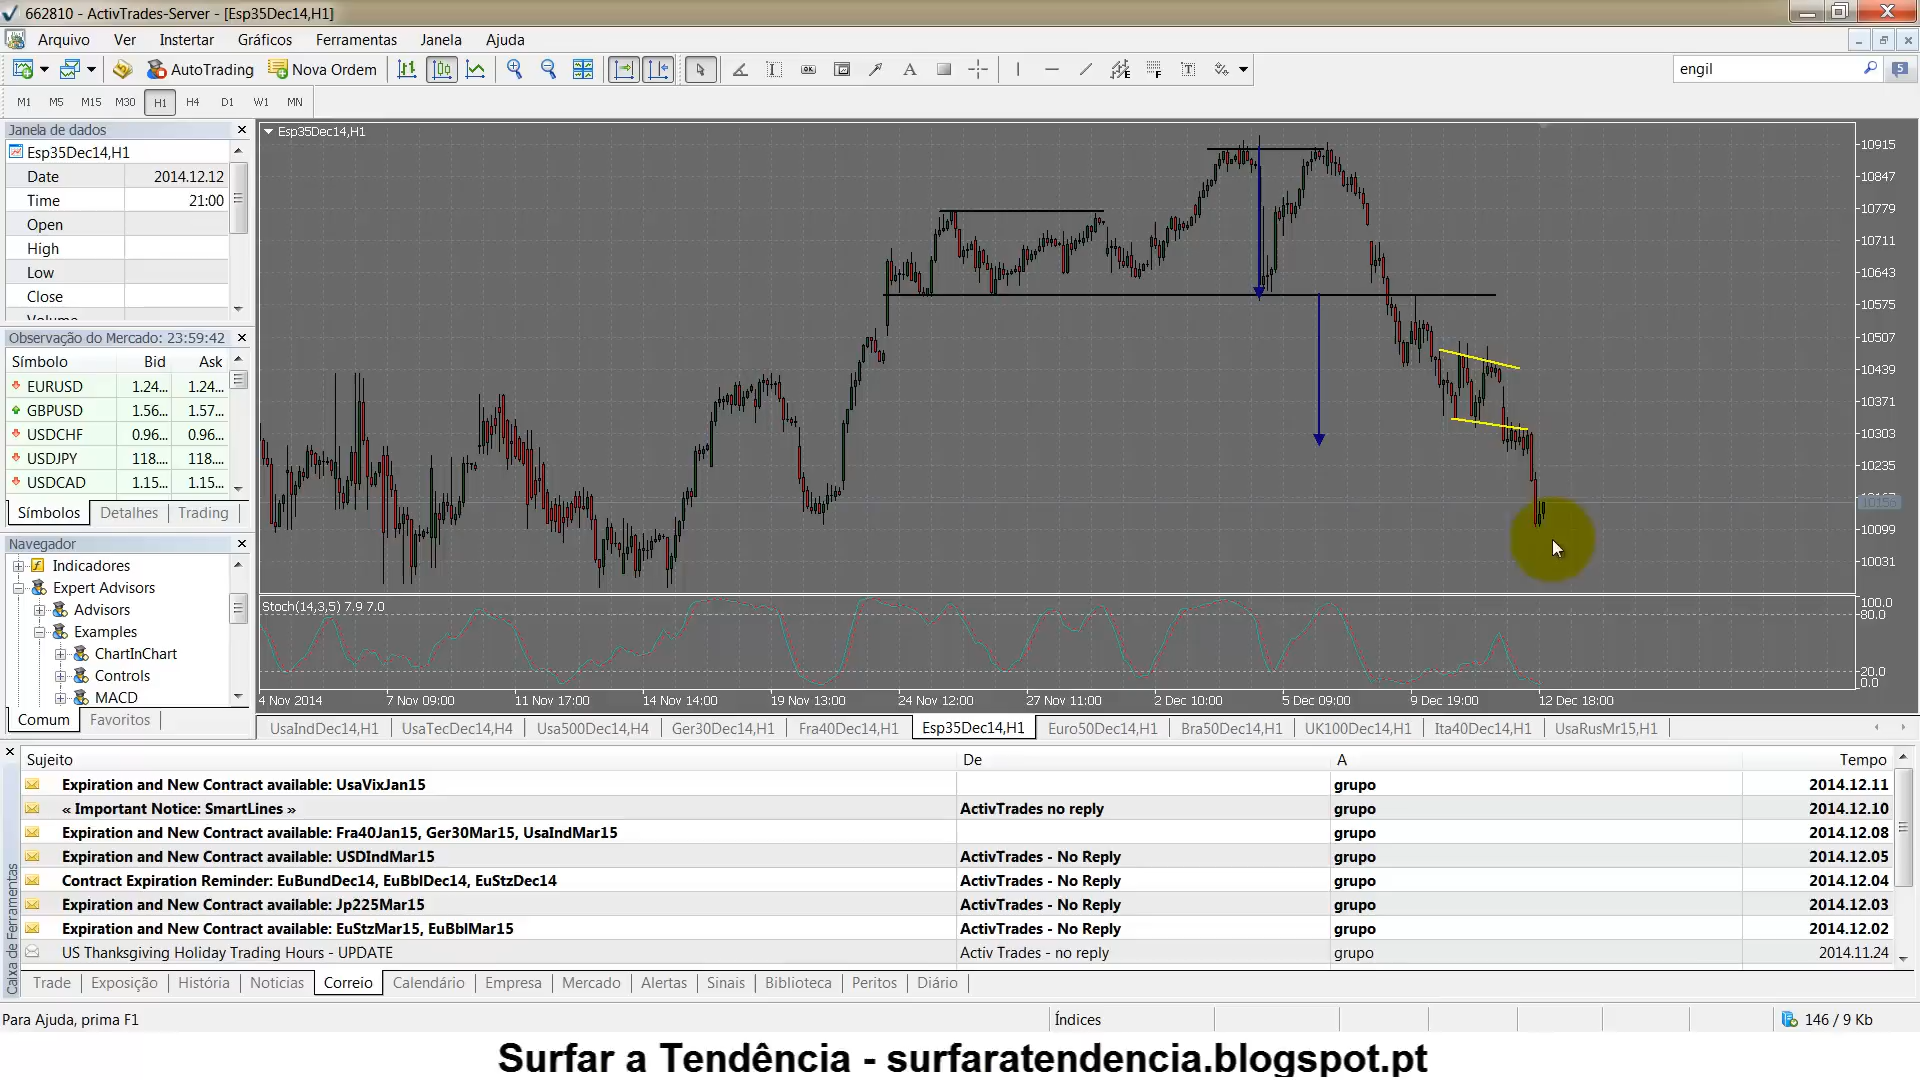 662810 - ActivTrades-Server - [Esp35Dec14,H1]
Arquivo Ver Instertar Gráficos Ferramentas Janela Ajuda
AutoTrading Nova Ordem engil 5
M1 M5 M15 M30 H1 H4 D1 W1 MN
Janela de dados
Esp35Dec14,H1
Date 2014.12.12
Time 21:00
Open
High
Low
Close
Observação do Mercado: 23:59:42
Símbolo Bid Ask
EURUSD 1.24... 1.24...
GBPUSD 1.56... 1.57...
USDCHF 0.96... 0.96...
USDJPY 118.... 118....
USDCAD 1.15... 1.15...
Símbolos Detalhes Trading
Navegador
Indicadores
Expert Advisors
Advisors
Examples
ChartInChart
Controls
MACD
Comum Favoritos
Esp35Dec14,H1
10915
10847
10779
10711
10643
10575
10507
10439
10371
10303
10235
10099
10031
Stoch(14,3,5) 7.9 7.0
100.0
80.0
20.0
0.0
4 Nov 2014 7 Nov 09:00 11 Nov 17:00 14 Nov 14:00 19 Nov 13:00 24 Nov 12:00 27 Nov 11:00 2 Dec 10:00 5 Dec 09:00 9 Dec 19:00 12 Dec 18:00
UsaIndDec14,H1 UsaTecDec14,H4 Usa500Dec14,H4 Ger30Dec14,H1 Fra40Dec14,H1 Esp35Dec14,H1 Euro50Dec14,H1 Bra50Dec14,H1 UK100Dec14,H1 Ita40Dec14,H1 UsaRusMr15,H1
Sujeito De A Tempo
Expiration and New Contract available: UsaVixJan15 grupo 2014.12.11
« Important Notice: SmartLines » ActivTrades no reply grupo 2014.12.10
Expiration and New Contract available: Fra40Jan15, Ger30Mar15, UsaIndMar15 grupo 2014.12.08
Expiration and New Contract available: USDIndMar15 ActivTrades - No Reply grupo 2014.12.05
Contract Expiration Reminder: EuBundDec14, EuBblDec14, EuStzDec14 ActivTrades - No Reply grupo 2014.12.04
Expiration and New Contract available: Jp225Mar15 ActivTrades - No Reply grupo 2014.12.03
Expiration and New Contract available: EuStzMar15, EuBblMar15 ActivTrades - No Reply grupo 2014.12.02
US Thanksgiving Holiday Trading Hours - UPDATE Activ Trades - no reply grupo 2014.11.24
Caixa de Ferramentas
Trade Exposição História Noticias Correio Calendário Empresa Mercado Alertas Sinais Biblioteca Peritos Diário
Para Ajuda, prima F1 Índices 146 / 9 Kb
Surfar a Tendência - surfaratendencia.blogspot.pt